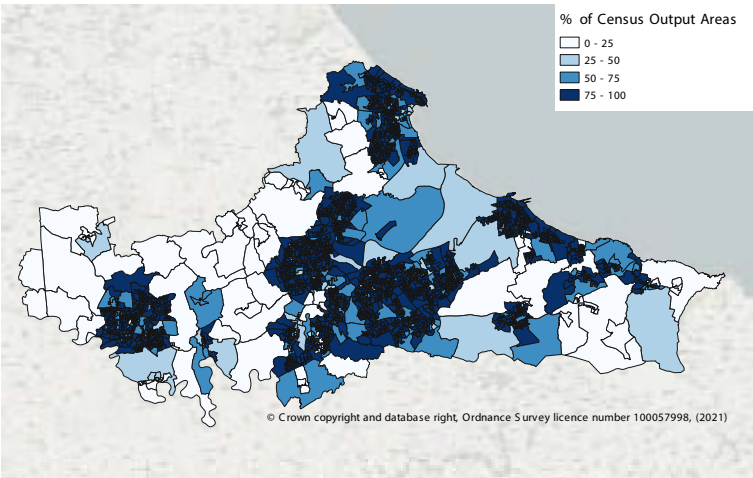 % of Census Output Areas
0 - 25
25 - 50
50 - 75
75 - 100
© Crown copyright and database right, Ordnance Survey licence number 100057998, (2021)